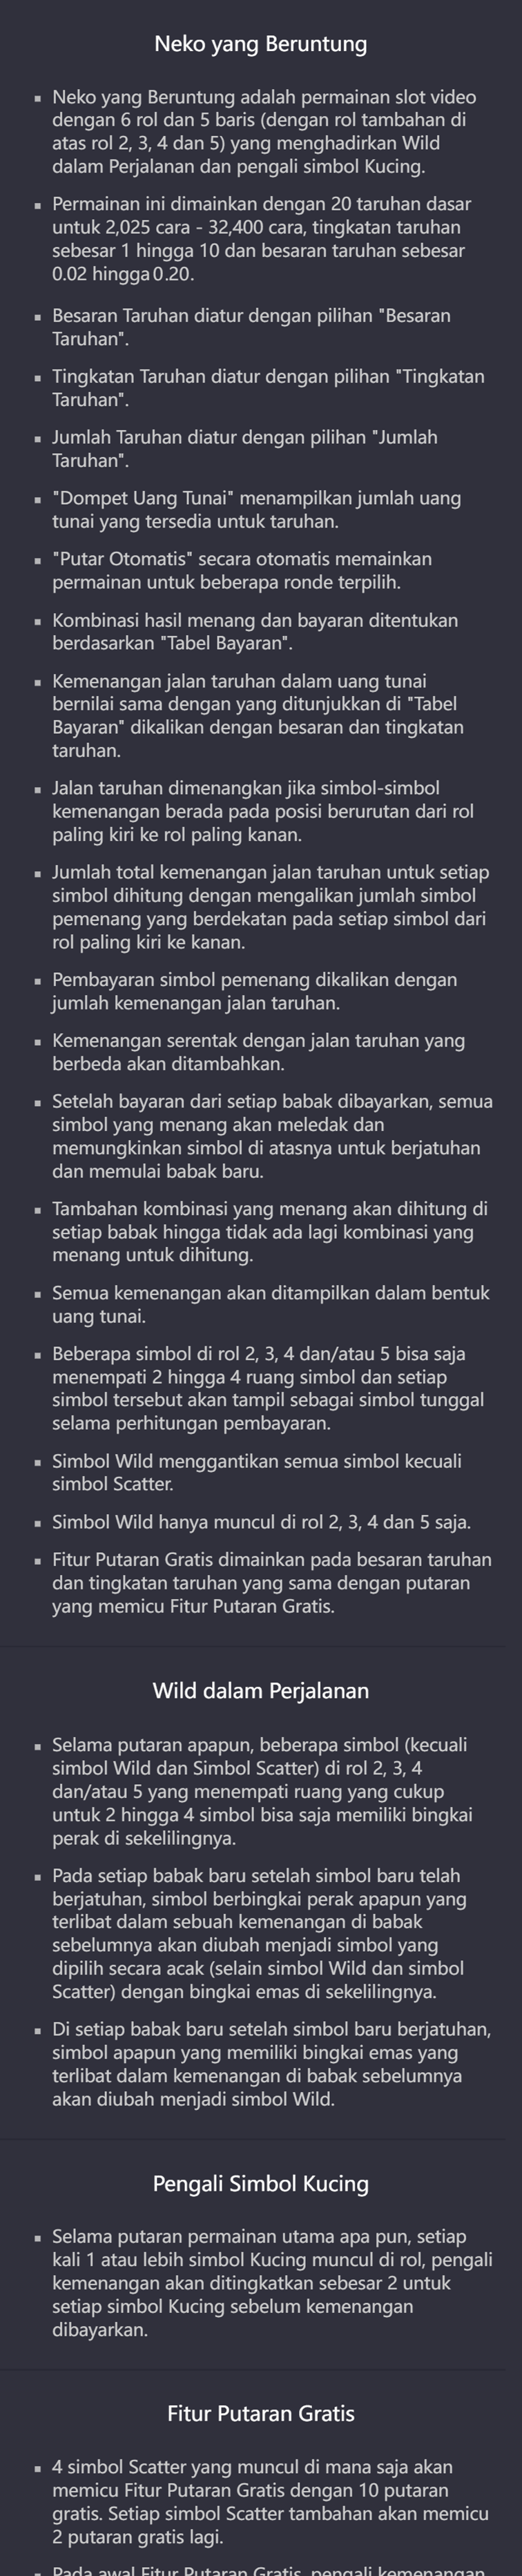 Neko yang Beruntung
▪ Neko yang Beruntung adalah permainan slot video
dengan 6 rol dan 5 baris (dengan rol tambahan di
atas rol 2, 3, 4 dan 5) yang menghadirkan Wild
dalam Perjalanan dan pengali simbol Kucing.
▪ Permainan ini dimainkan dengan 20 taruhan dasar
untuk 2,025 cara - 32,400 cara, tingkatan taruhan
sebesar 1 hingga 10 dan besaran taruhan sebesar
0.02 hingga 0.20.
▪ Besaran Taruhan diatur dengan pilihan "Besaran
Taruhan".
▪ Tingkatan Taruhan diatur dengan pilihan "Tingkatan
Taruhan".
▪ Jumlah Taruhan diatur dengan pilihan "Jumlah
Taruhan".
▪ "Dompet Uang Tunai" menampilkan jumlah uang
tunai yang tersedia untuk taruhan.
▪ "Putar Otomatis" secara otomatis memainkan
permainan untuk beberapa ronde terpilih.
▪ Kombinasi hasil menang dan bayaran ditentukan
berdasarkan "Tabel Bayaran".
▪ Kemenangan jalan taruhan dalam uang tunai
bernilai sama dengan yang ditunjukkan di "Tabel
Bayaran" dikalikan dengan besaran dan tingkatan
taruhan.
▪ Jalan taruhan dimenangkan jika simbol-simbol
kemenangan berada pada posisi berurutan dari rol
paling kiri ke rol paling kanan.
▪ Jumlah total kemenangan jalan taruhan untuk setiap
simbol dihitung dengan mengalikan jumlah simbol
pemenang yang berdekatan pada setiap simbol dari
rol paling kiri ke kanan.
▪ Pembayaran simbol pemenang dikalikan dengan
jumlah kemenangan jalan taruhan.
▪ Kemenangan serentak dengan jalan taruhan yang
berbeda akan ditambahkan.
▪ Setelah bayaran dari setiap babak dibayarkan, semua
simbol yang menang akan meledak dan
memungkinkan simbol di atasnya untuk berjatuhan
dan memulai babak baru.
▪ Tambahan kombinasi yang menang akan dihitung di
setiap babak hingga tidak ada lagi kombinasi yang
menang untuk dihitung.
▪ Semua kemenangan akan ditampilkan dalam bentuk
uang tunai.
▪ Beberapa simbol di rol 2, 3, 4 dan/atau 5 bisa saja
menempati 2 hingga 4 ruang simbol dan setiap
simbol tersebut akan tampil sebagai simbol tunggal
selama perhitungan pembayaran.
▪ Simbol Wild menggantikan semua simbol kecuali
simbol Scatter.
▪ Simbol Wild hanya muncul di rol 2, 3, 4 dan 5 saja.
▪ Fitur Putaran Gratis dimainkan pada besaran taruhan
dan tingkatan taruhan yang sama dengan putaran
yang memicu Fitur Putaran Gratis.
Wild dalam Perjalanan
▪ Selama putaran apapun, beberapa simbol (kecuali
simbol Wild dan Simbol Scatter) di rol 2, 3, 4
dan/atau 5 yang menempati ruang yang cukup
untuk 2 hingga 4 simbol bisa saja memiliki bingkai
perak di sekelilingnya.
▪ Pada setiap babak baru setelah simbol baru telah
berjatuhan, simbol berbingkai perak apapun yang
terlibat dalam sebuah kemenangan di babak
sebelumnya akan diubah menjadi simbol yang
dipilih secara acak (selain simbol Wild dan simbol
Scatter) dengan bingkai emas di sekelilingnya.
▪ Di setiap babak baru setelah simbol baru berjatuhan,
simbol apapun yang memiliki bingkai emas yang
terlibat dalam kemenangan di babak sebelumnya
akan diubah menjadi simbol Wild.
Pengali Simbol Kucing
▪ Selama putaran permainan utama apa pun, setiap
kali 1 atau lebih simbol Kucing muncul di rol, pengali
kemenangan akan ditingkatkan sebesar 2 untuk
setiap simbol Kucing sebelum kemenangan
dibayarkan.
Fitur Putaran Gratis
▪ 4 simbol Scatter yang muncul di mana saja akan
memicu Fitur Putaran Gratis dengan 10 putaran
gratis. Setiap simbol Scatter tambahan akan memicu
2 putaran gratis lagi.
▪ Pada awal Fitur Putaran Gratis, pengali kemenangan